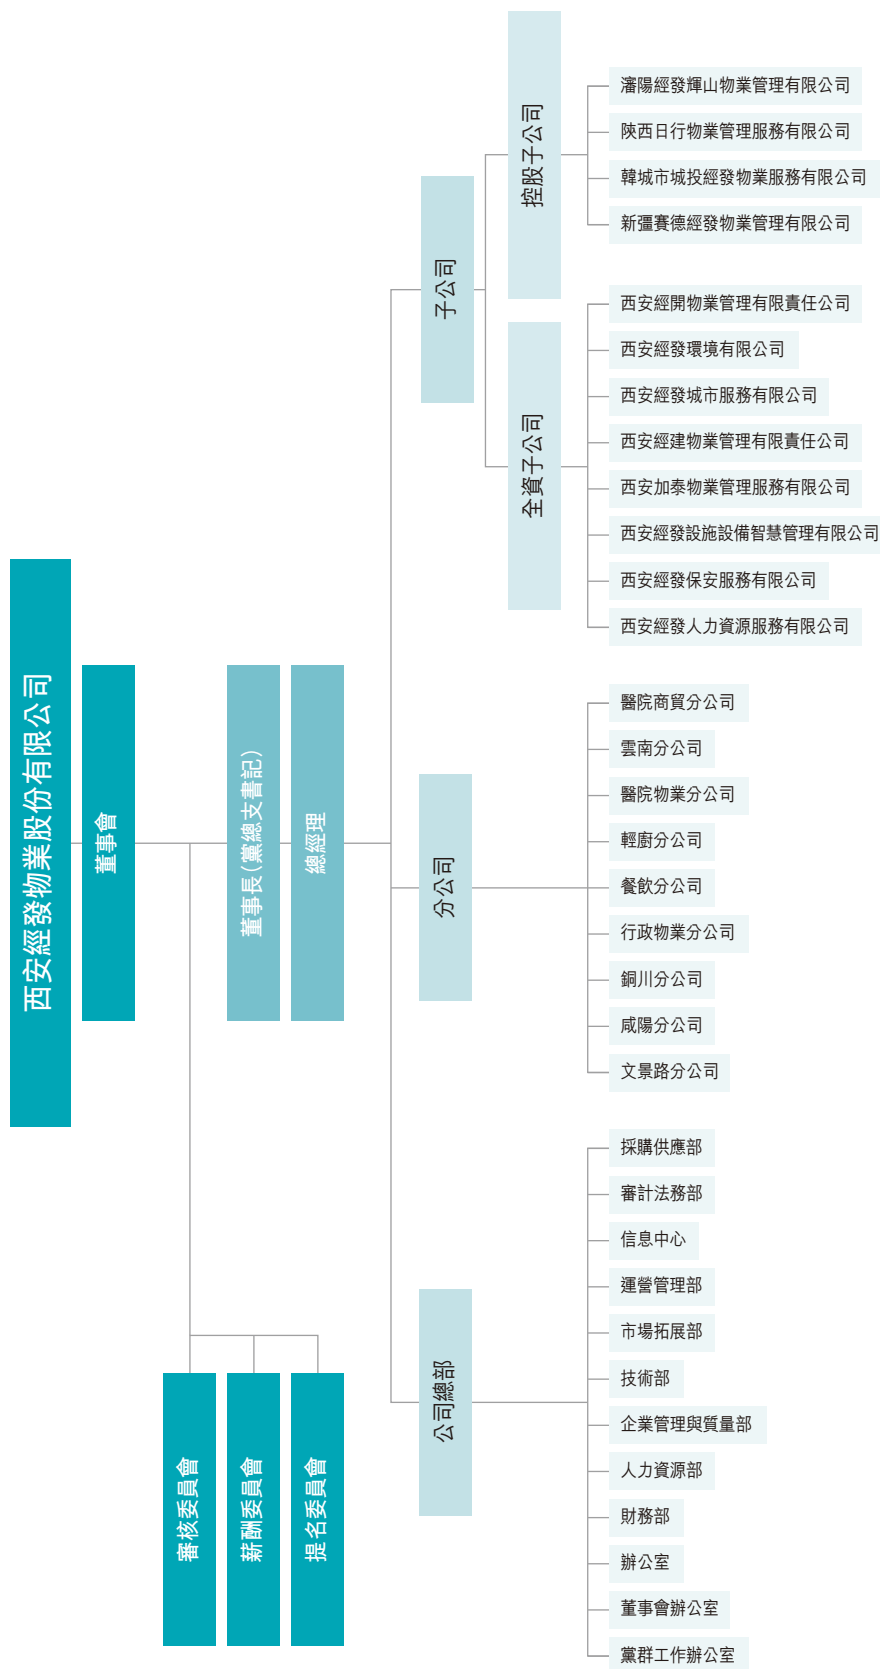 西安經發物業股份有限公司
董事會
審核委員會
薪酬委員會
提名委員會
董事長（黨總支書記）
總經理
子公司
控股子公司
瀋陽經發輝山物業管理有限公司
陝西日行物業管理服務有限公司
韓城市城投經發物業服務有限公司
新彊賽德經發物業管理有限公司
全資子公司
西安經開物業管理有限責任公司
西安經發環境有限公司
西安經發城市服務有限公司
西安經建物業管理有限責任公司
西安加泰物業管理服務有限公司
西安經發設施設備智慧管理有限公司
西安經發保安服務有限公司
西安經發人力資源服務有限公司
分公司
醫院商貿分公司
雲南分公司
醫院物業分公司
輕廚分公司
餐飲分公司
行政物業分公司
銅川分公司
咸陽分公司
文景路分公司
公司總部
採購供應部
審計法務部
信息中心
運營管理部
市場拓展部
技術部
企業管理與質量部
人力資源部
財務部
辦公室
董事會辦公室
黨群工作辦公室